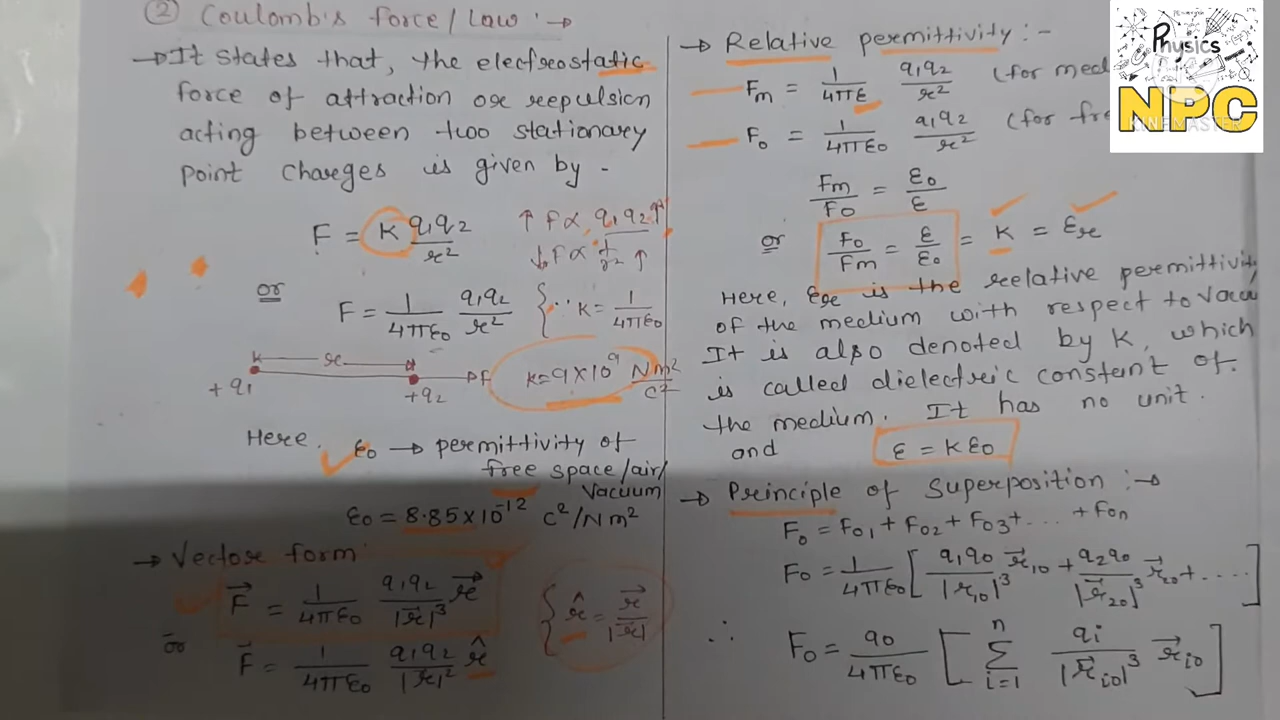 ② Coulomb's force/Law :→
→ It states that, the electrostatic
force of attraction or repulsion
acting between two stationary
point charges is given by -
F = K q1q2/r2
↑ F ∝ q1q2 ↑
↓ F ∝ 1/r2 ↑
or
F = 1/4πε0 q1q2/r2 { ∵ K = 1/4πε0
r
+q1 +q2 F
K=9×10^9 Nm2/C2
Here, ε0 → permittivity of
free space/air/
Vacuum
ε0 = 8.85×10^-12 C2/Nm2
→ Vector form
F⃗ = 1/4πε0 q1q2/|r⃗|3 r⃗
{ r̂ = r⃗/|r⃗|
or
F⃗ = 1/4πε0 q1q2/|r|2 r̂
→ Relative permittivity :-
Fm = 1/4πε q1q2/r2 (for med
F0 = 1/4πε0 q1q2/r2 (for fre
Fm/F0 = ε0/ε
or F0/Fm = ε/ε0 = K = εr
Here, εr is the relative permittivity
of the medium with respect to Vacu
It is also denoted by K, which
is called dielectric constant of
the medium. It has no unit.
and ε = Kε0
→ Principle of Superposition :→
F0 = F01 + F02 + F03 + .... + F0n
F0 = 1/4πε0 [ q1q0/|r10|3 r⃗10 + q2q0/|r⃗20|3 r⃗20 + .... ]
∴ F0 = q0/4πε0 [ n Σ i=1 qi/|r⃗i0|3 r⃗i0 ]
Physics
NPC
KINEMASTER